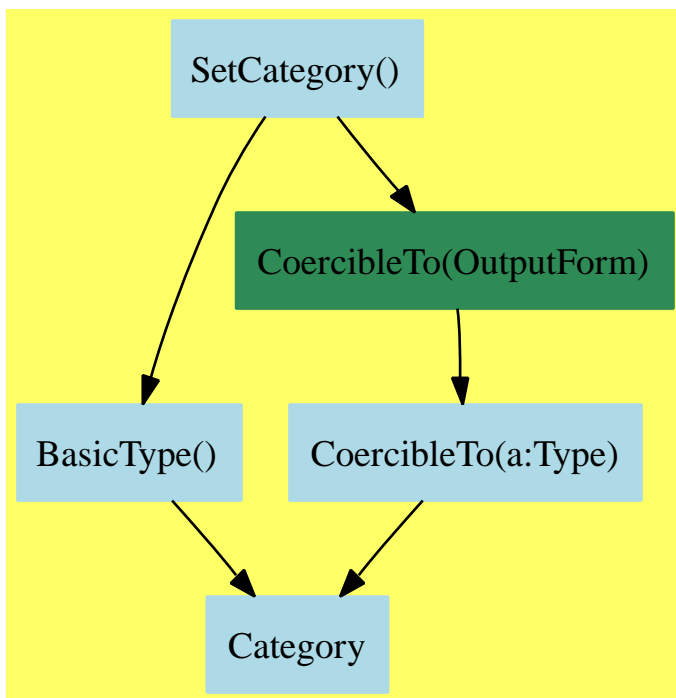 SetCategory()
CoercibleTo(OutputForm)
BasicType()
CoercibleTo(a:Type)
Category